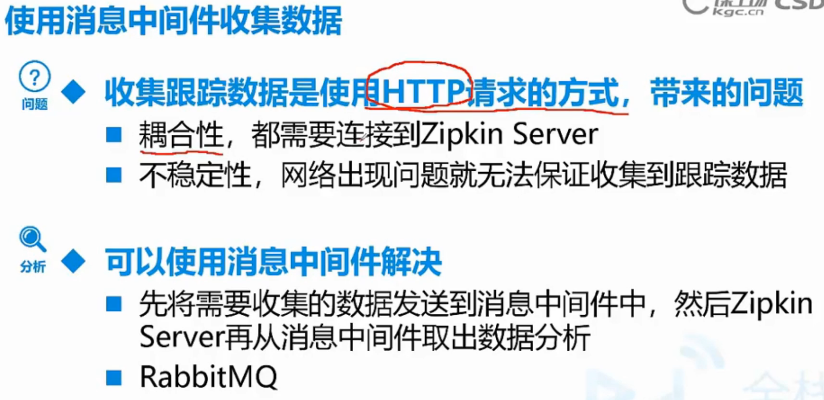 使用消息中间件收集数据
kgc.cn
CSD
问题
收集跟踪数据是使用HTTP请求的方式，带来的问题
耦合性，都需要连接到Zipkin Server
不稳定性，网络出现问题就无法保证收集到跟踪数据
分析
可以使用消息中间件解决
先将需要收集的数据发送到消息中间件中，然后Zipkin
Server再从消息中间件取出数据分析
RabbitMQ